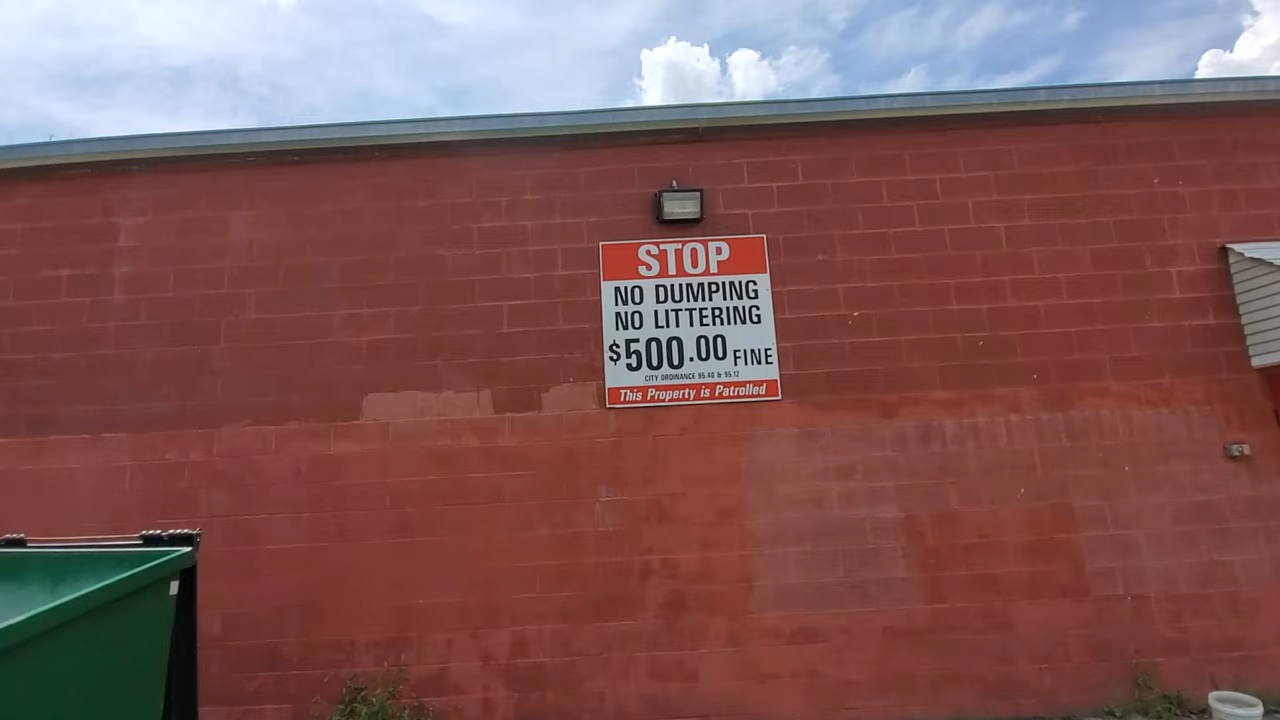 STOP
NO DUMPING
NO LITTERING
$500.00 FINE
CITY ORDINANCE 95.40 & 95.12
This Property is Patrolled